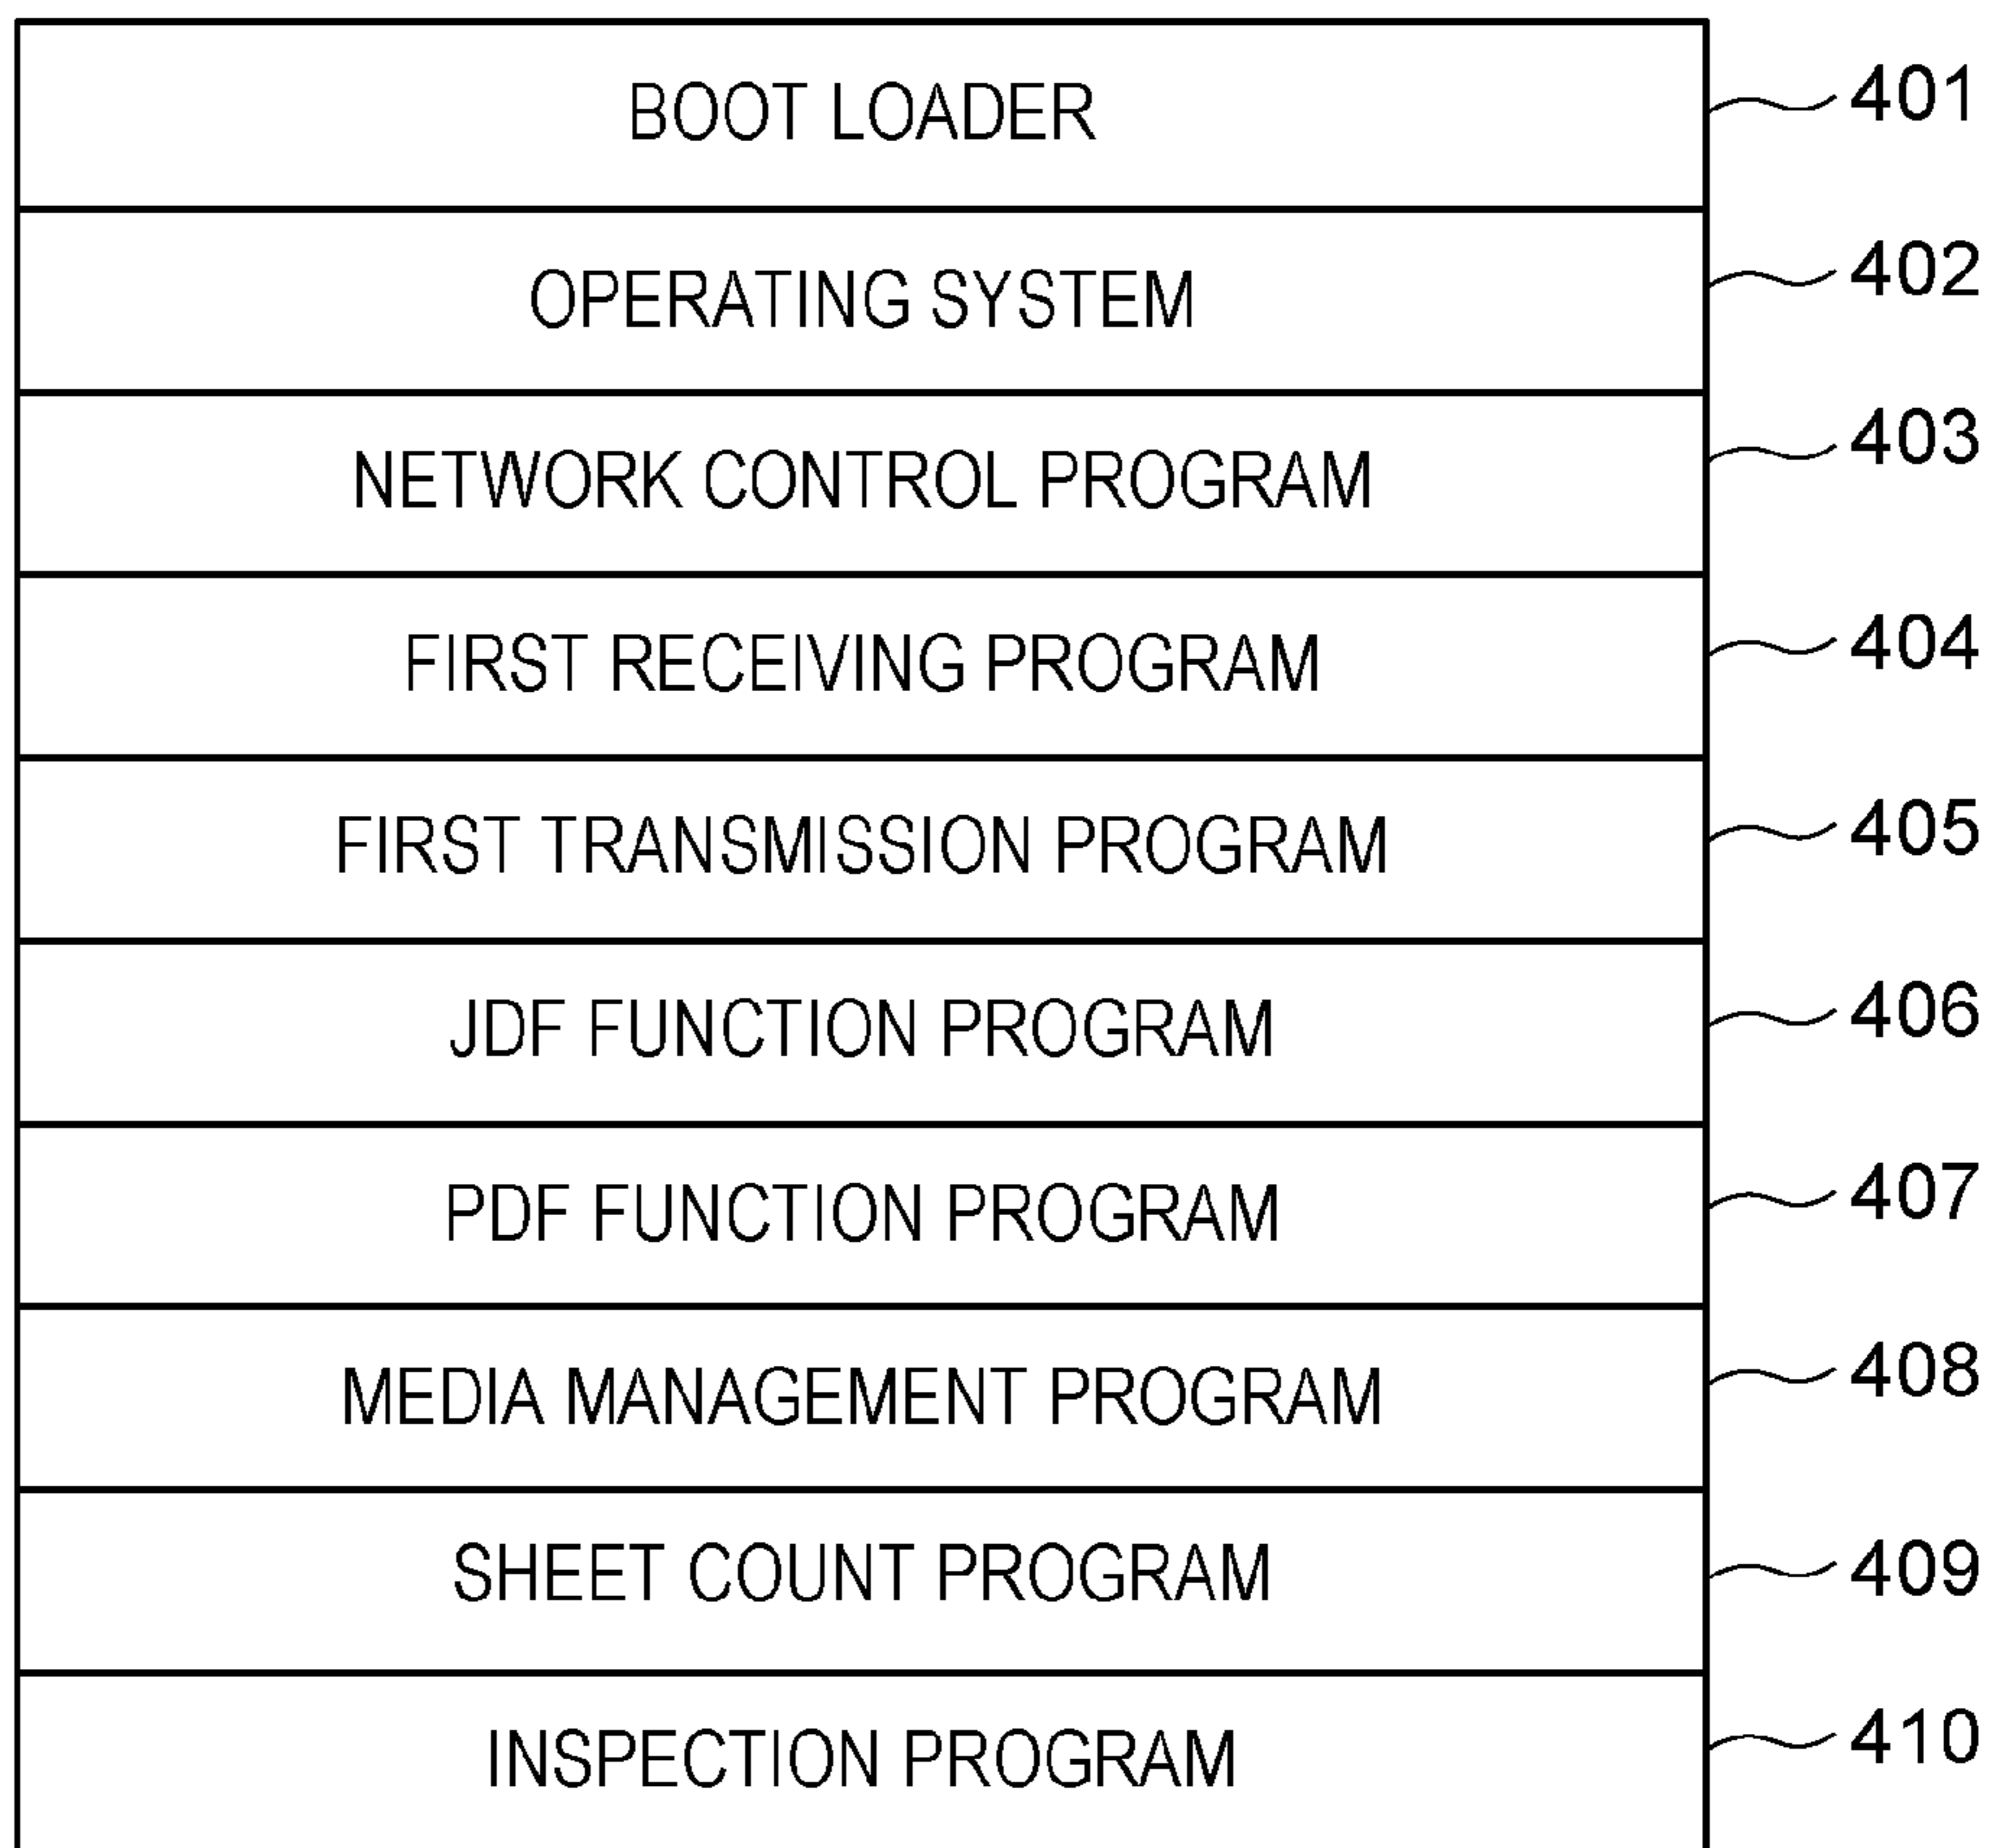 BOOT LOADER 401
OPERATING SYSTEM 402
NETWORK CONTROL PROGRAM 403
FIRST RECEIVING PROGRAM 404
FIRST TRANSMISSION PROGRAM 405
JDF FUNCTION PROGRAM 406
PDF FUNCTION PROGRAM 407
MEDIA MANAGEMENT PROGRAM 408
SHEET COUNT PROGRAM 409
INSPECTION PROGRAM 410